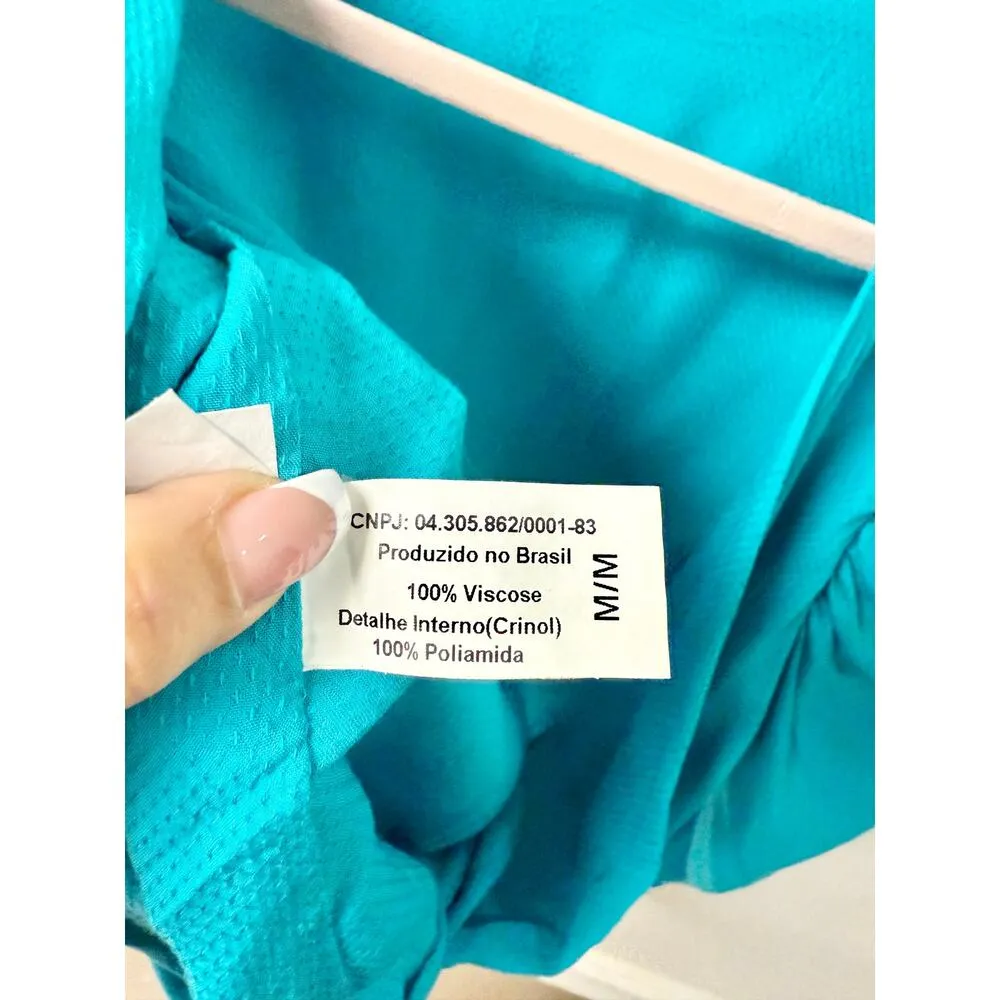 CNPJ: 04.305.862/0001-83
Produzido no Brasil
100% Viscose
Detalhe Interno(Crinol)
100% Poliamida
M/M